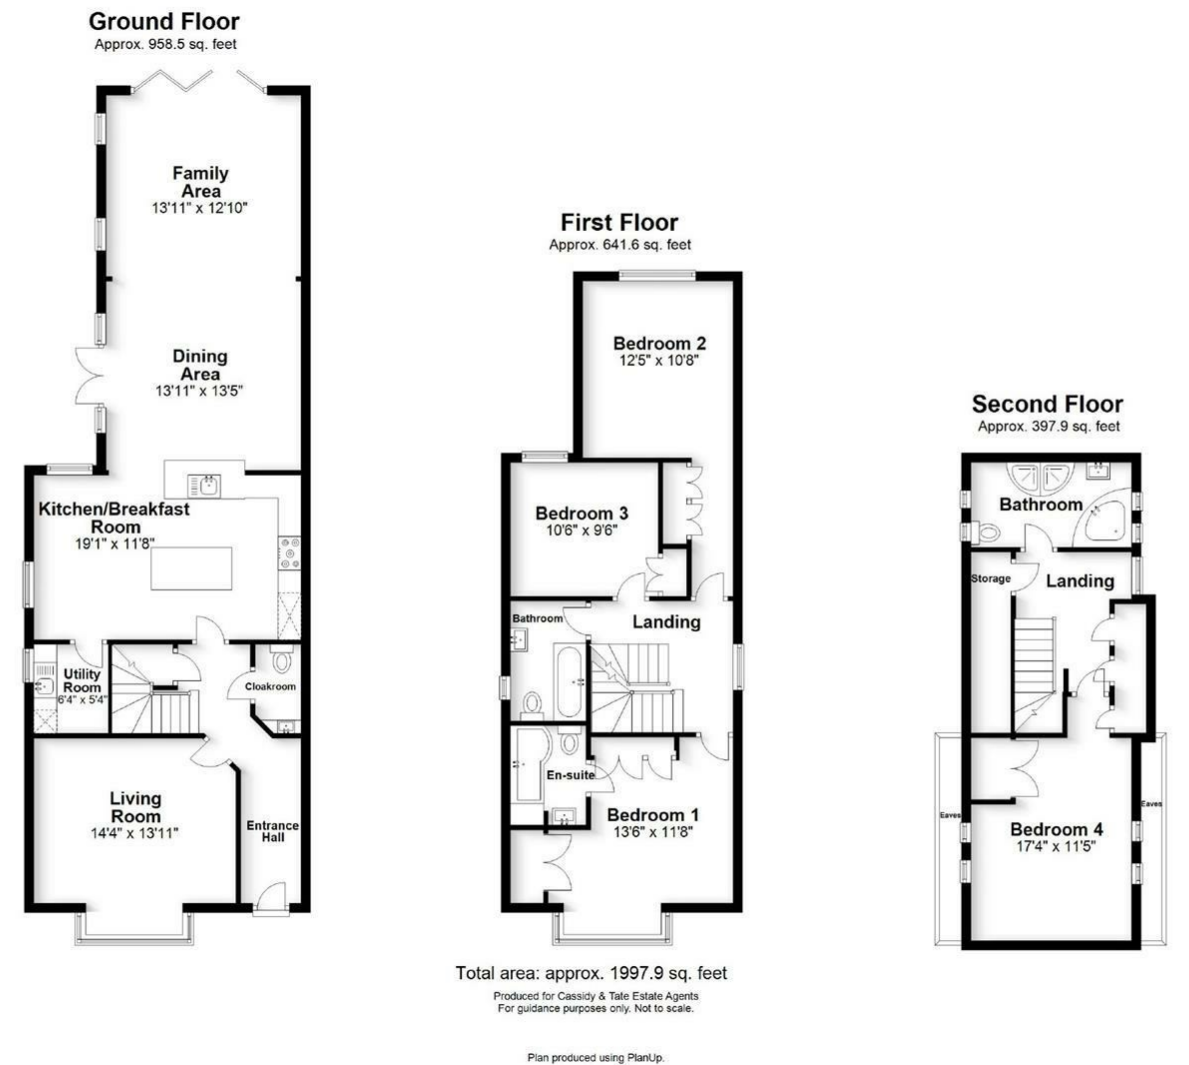 Ground Floor
Approx. 958.5 sq. feet
Family
Area
13'11" x 12'10"
Dining
Area
13'11" x 13'5"
Kitchen/Breakfast
Room
19'1" x 11'8"
Utility
Room
6'4" x 5'4"
Cloakroom
Living
Room
14'4" x 13'11"
Entrance
Hall
First Floor
Approx. 641.6 sq. feet
Bedroom 2
12'5" x 10'8"
Bedroom 3
10'6" x 9'6"
Bathroom
Landing
En-suite
Bedroom 1
13'6" x 11'8"
Second Floor
Approx. 397.9 sq. feet
Bathroom
Storage
Landing
Eaves
Eaves
Bedroom 4
17'4" x 11'5"
Total area: approx. 1997.9 sq. feet
Produced for Cassidy & Tate Estate Agents
For guidance purposes only. Not to scale.
Plan produced using PlanUp.